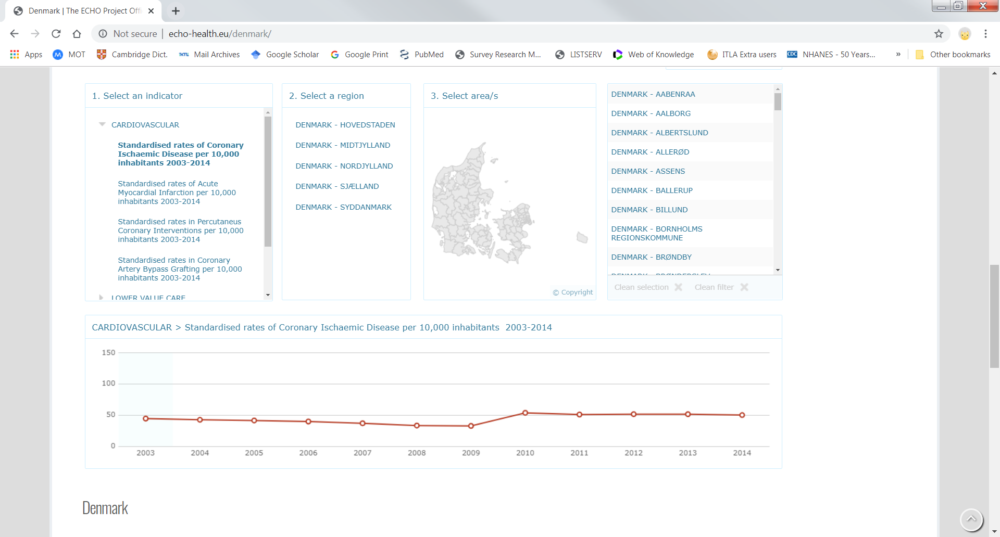 Denmark | The ECHO Project Offi
Not secure | echo-health.eu/denmark/
Apps MOT Cambridge Dict. Mail Archives Google Scholar Google Print PubMed Survey Research M... LISTSERV Web of Knowledge ITLA Extra users CDC NHANES - 50 Years... » Other bookmarks
1. Select an indicator
CARDIOVASCULAR
Standardised rates of Coronary
Ischaemic Disease per 10,000
inhabitants 2003-2014
Standardised rates of Acute
Myocardial Infarction per 10,000
inhabitants 2003-2014
Standardised rates in Percutaneus
Coronary Interventions per 10,000
inhabitants 2003-2014
Standardised rates in Coronary
Artery Bypass Grafting per 10,000
inhabitants 2003-2014
LOWER VALUE CARE
2. Select a region
DENMARK - HOVEDSTADEN
DENMARK - MIDTJYLLAND
DENMARK - NORDJYLLAND
DENMARK - SJÆLLAND
DENMARK - SYDDANMARK
3. Select area/s
© Copyright
DENMARK - AABENRAA
DENMARK - AALBORG
DENMARK - ALBERTSLUND
DENMARK - ALLERØD
DENMARK - ASSENS
DENMARK - BALLERUP
DENMARK - BILLUND
DENMARK - BORNHOLMS
REGIONSKOMMUNE
DENMARK - BRØNDBY
Clean selection Clean filter
CARDIOVASCULAR > Standardised rates of Coronary Ischaemic Disease per 10,000 inhabitants 2003-2014
150
100
50
0
2003 2004 2005 2006 2007 2008 2009 2010 2011 2012 2013 2014
Denmark